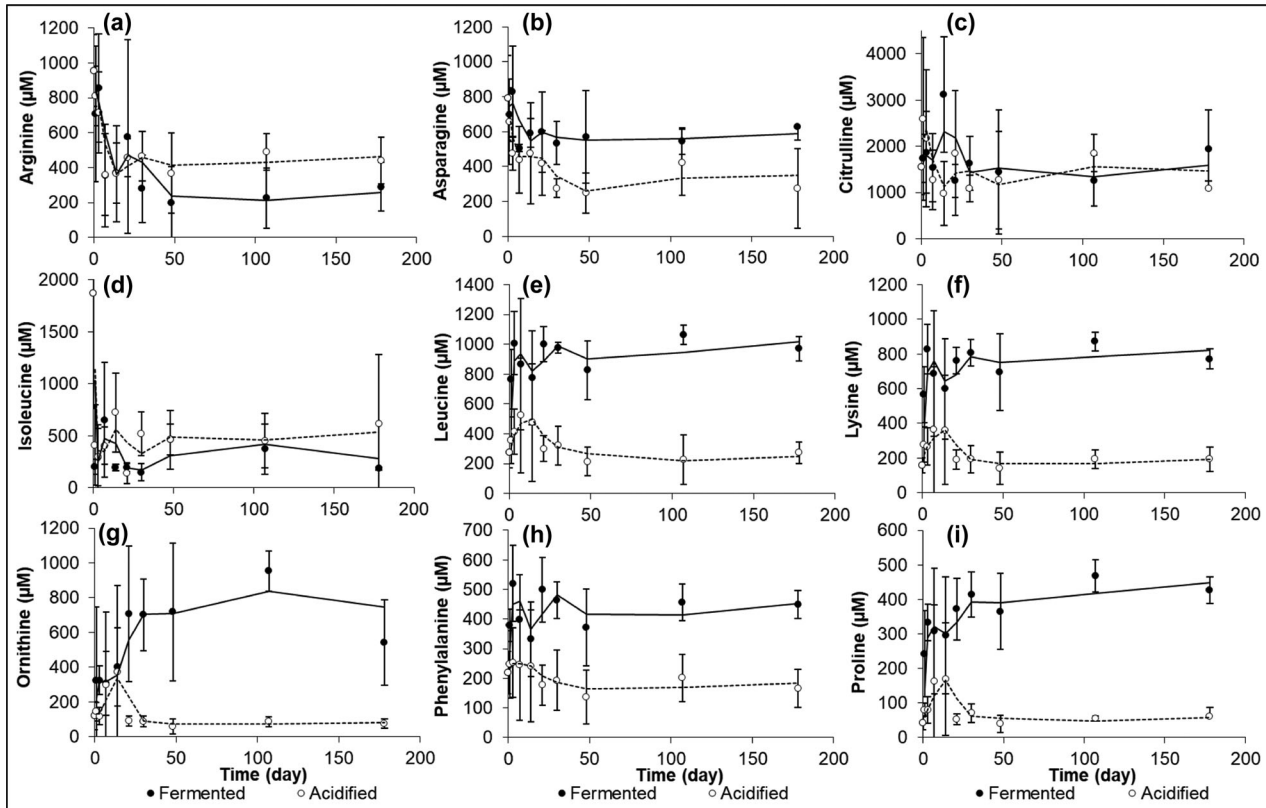 (a)
1200
1000
800
600
400
200
0
0 50 100 150 200
Arginine (µM)
(b)
1200
1000
800
600
400
200
0
0 50 100 150 200
Asparagine (µM)
(c)
4000
3000
2000
1000
0
0 50 100 150 200
Citrulline (µM)
(d)
2000
1500
1000
500
0
0 50 100 150 200
Isoleucine (µM)
(e)
1400
1200
1000
800
600
400
200
0
0 50 100 150 200
Leucine (µM)
(f)
1000
800
600
400
200
0
0 50 100 150 200
Lysine (µM)
(g)
1200
1000
800
600
400
200
0
0 50 100 150 200
Ornithine (µM)
Time (day)
Fermented Acidified
(h)
700
600
500
400
300
200
100
0
0 50 100 150 200
Phenylalanine (µM)
Time (day)
Fermented Acidified
(i)
600
500
400
300
200
100
0
0 50 100 150 200
Proline (µM)
Time (day)
Fermented Acidified